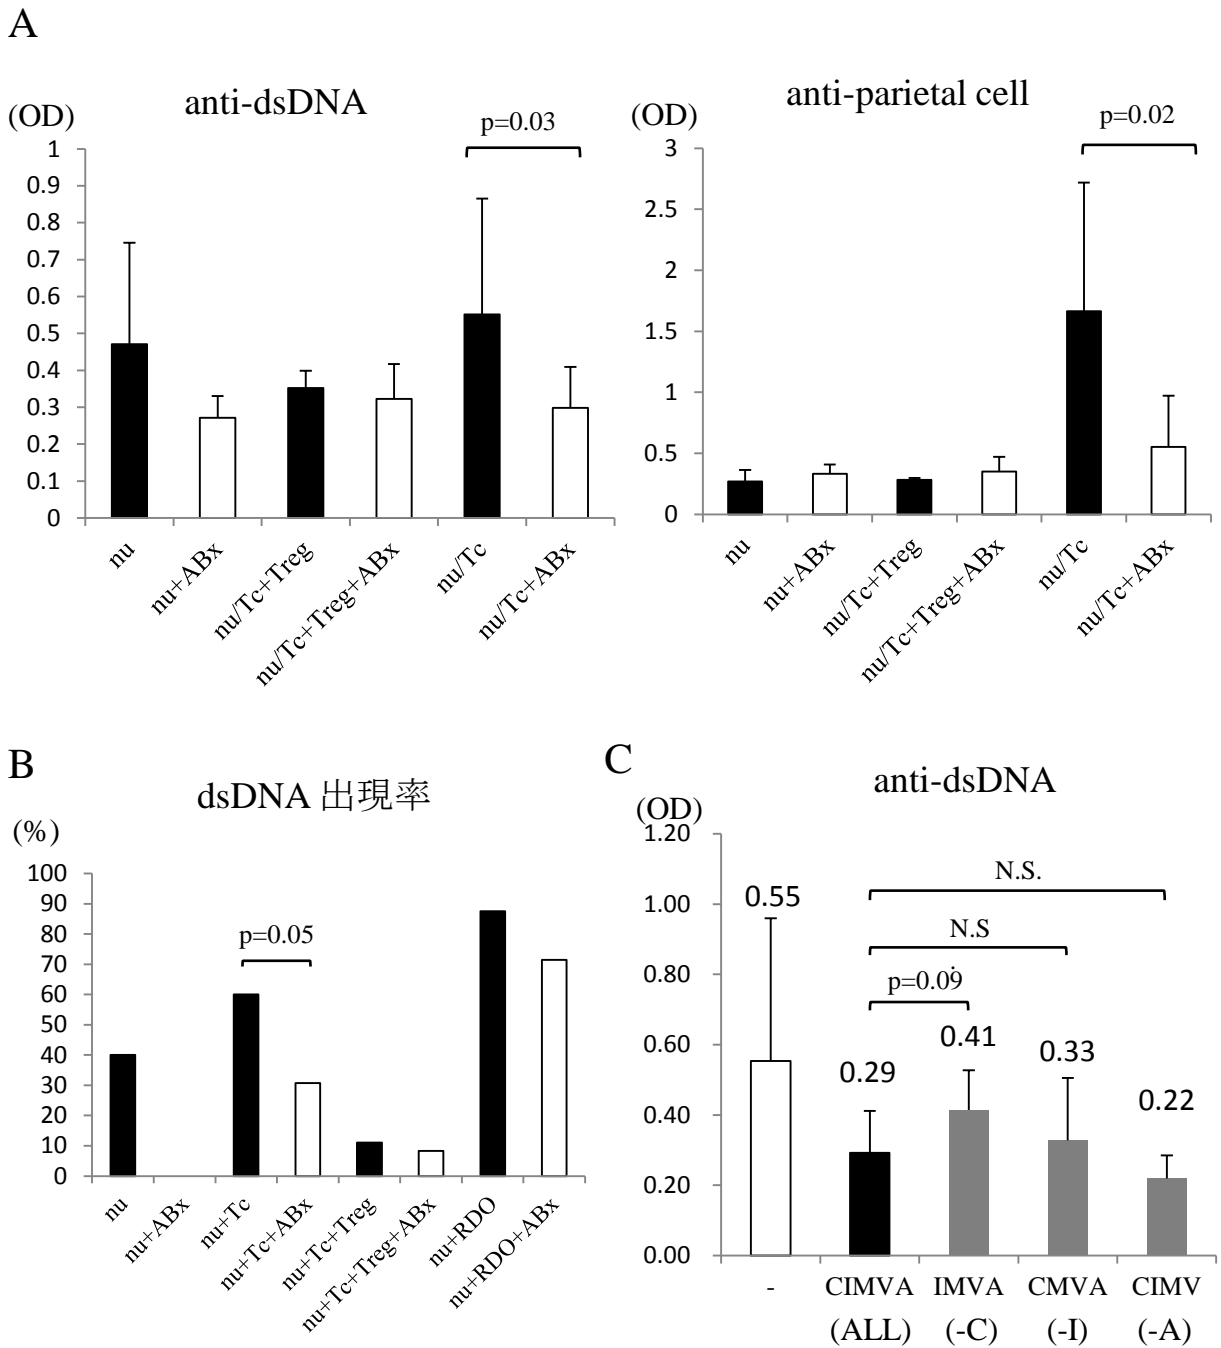 A
anti-dsDNA
(OD)
p=0.03
1
0.9
0.8
0.7
0.6
0.5
0.4
0.3
0.2
0.1
0
nu
nu+ABx
nu/Tc+Treg
nu/Tc+Treg+ABx
nu/Tc
nu/Tc+ABx
anti-parietal cell
(OD)
p=0.02
3
2.5
2
1.5
1
0.5
0
nu
nu+ABx
nu/Tc+Treg
nu/Tc+Treg+ABx
nu/Tc
nu/Tc+ABx
B
dsDNA 出現率
(%)
100
90
80
70
60
50
40
30
20
10
0
p=0.05
nu
nu+ABx
nu+Tc
nu+Tc+ABx
nu+Tc+Treg
nu+Tc+Treg+ABx
nu+RDO
nu+RDO+ABx
C
anti-dsDNA
(OD)
1.20
1.00
0.80
0.60
0.40
0.20
0.00
N.S.
N.S
p=0.09
0.55
0.29
0.41
0.33
0.22
- CIMVA IMVA CMVA CIMV
(ALL) (-C) (-I) (-A)